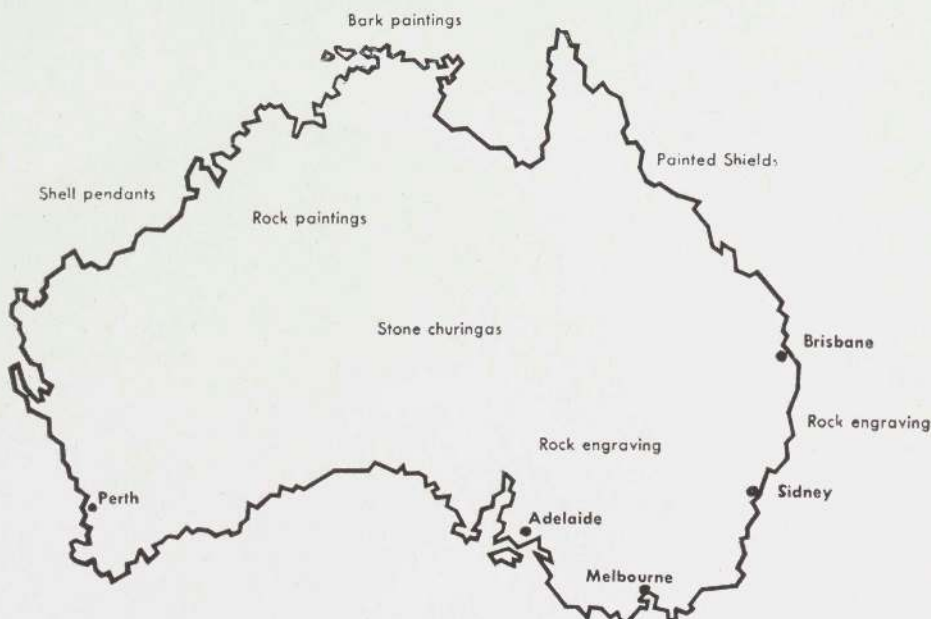 Bark paintings
Painted Shields
Shell pendants
Rock paintings
Stone churingas
Brisbane
Rock engraving
Rock engraving
Sidney
Perth
Adelaide
Melbourne